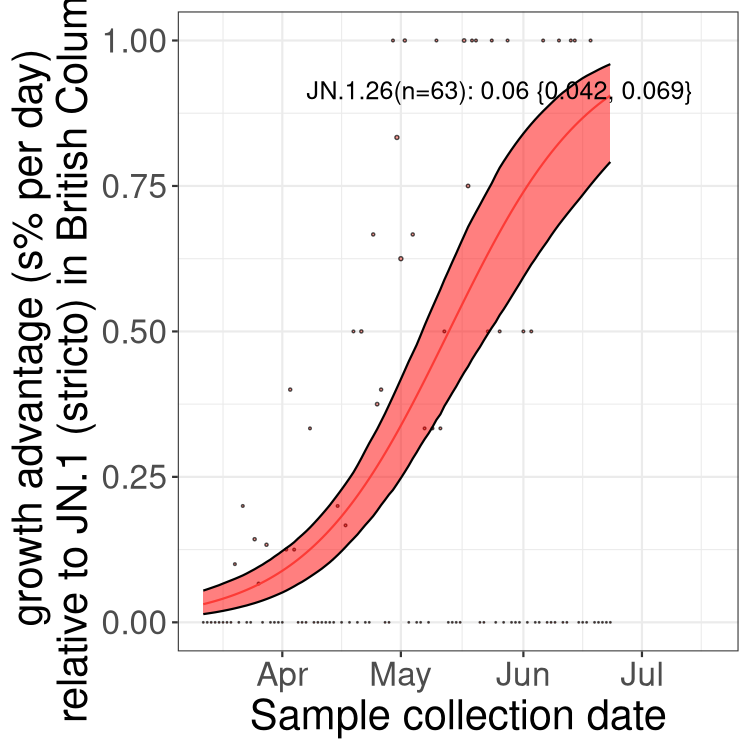 growth advantage (s% per day)
relative to JN.1 (stricto) in British Colum
1.00
0.75
0.50
0.25
0.00
JN.1.26(n=63): 0.06 {0.042, 0.069}
Apr May Jun Jul
Sample collection date